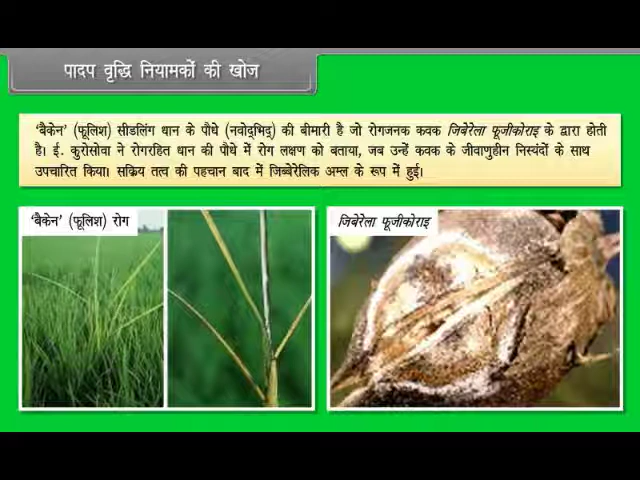 पादप वृद्धि नियामकों की खोज
'बैकेन' (फूलिश) सीडलिंग धान के पौधे (नवोद्भिद्) की बीमारी है जो रोगजनक कवक जिबेरेला फूजीकोराइ के द्वारा होती
है। ई. कुरोसोवा ने रोगरहित धान की पौधे में रोग लक्षण को बताया, जब उन्हें कवक के जीवाणुहीन निस्यंदों के साथ
उपचारित किया। सक्रिय तत्व की पहचान बाद में जिब्बेरेलिक अम्ल के रूप में हुई।
'बैकेन' (फूलिश) रोग
जिबेरेला फूजीकोराइ